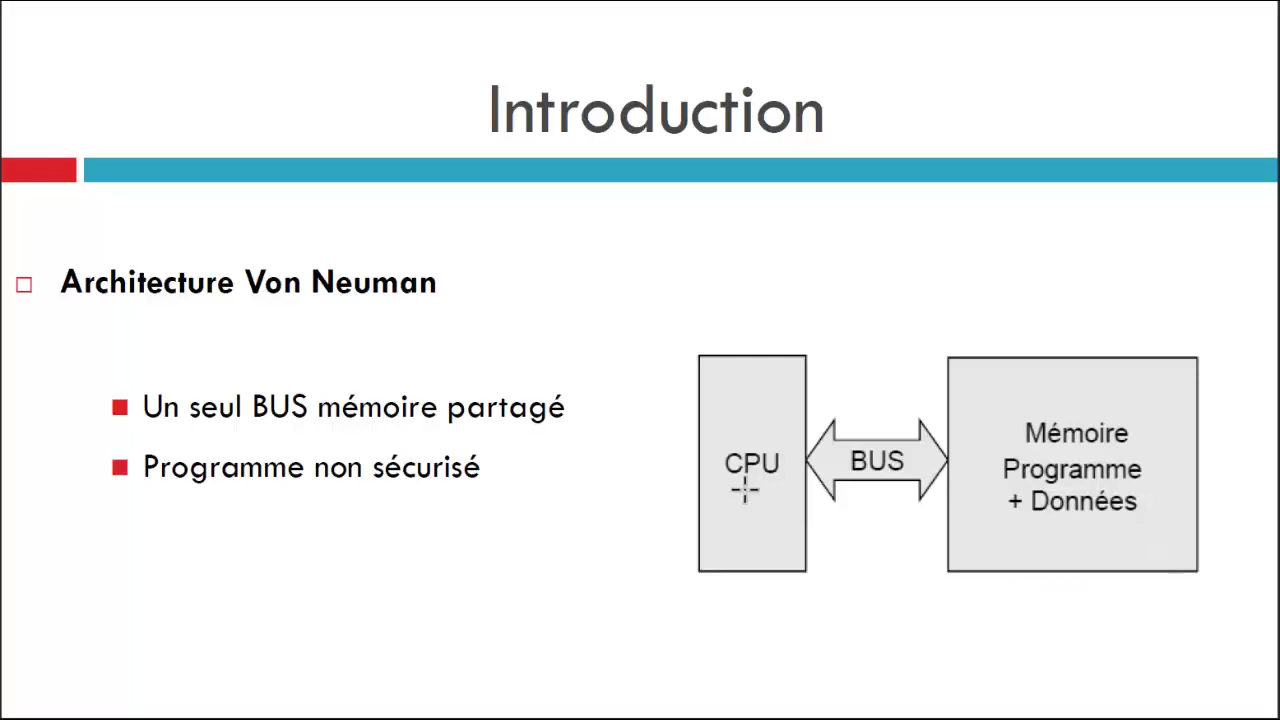 Introduction
Architecture Von Neuman
Un seul BUS mémoire partagé
Programme non sécurisé
CPU
BUS
Mémoire
Programme
+ Données